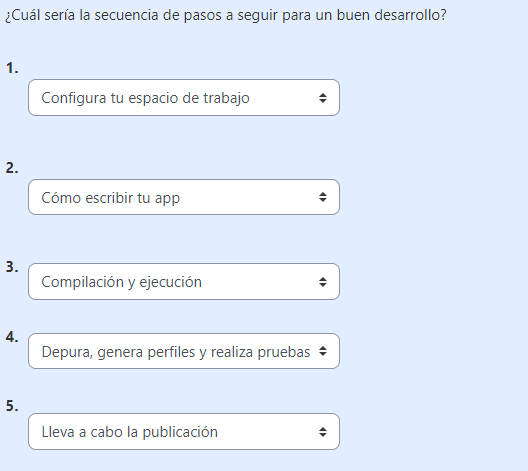 ¿Cuál sería la secuencia de pasos a seguir para un buen desarrollo?
1.
Configura tu espacio de trabajo
2.
Cómo escribir tu app
3.
Compilación y ejecución
4.
Depura, genera perfiles y realiza pruebas
5.
Lleva a cabo la publicación